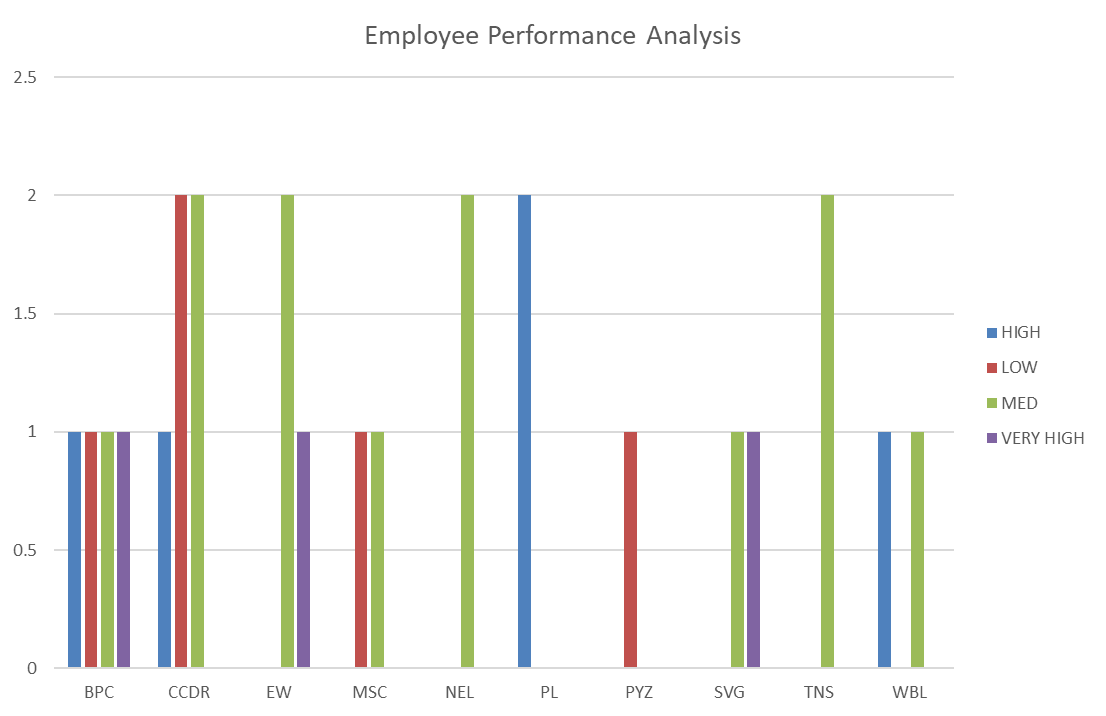 Employee Performance Analysis
2.5
2
1.5
1
0.5
0
BPC CCDR EW MSC NEL PL PYZ SVG TNS WBL
HIGH
LOW
MED
VERY HIGH